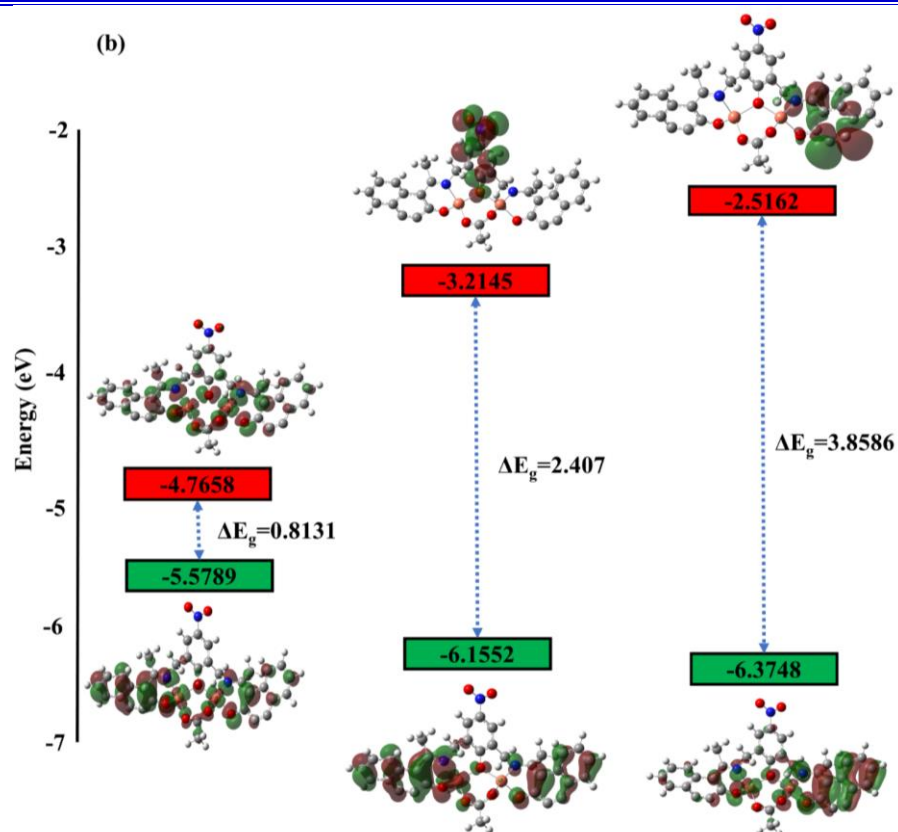 (b)
-2
-3
-4
-5
-6
-7
Energy (eV)
-4.7658
ΔEg=0.8131
-5.5789
-3.2145
ΔEg=2.407
-6.1552
-2.5162
ΔEg=3.8586
-6.3748